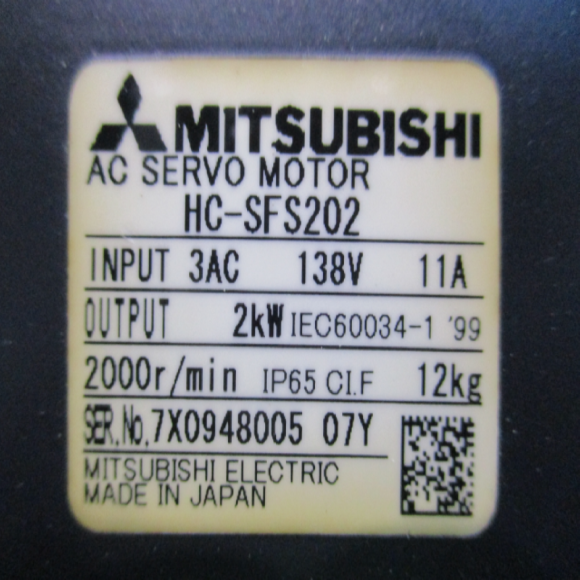 MITSUBISHI
AC SERVO MOTOR
HC-SFS202
INPUT 3AC 138V 11A
OUTPUT 2kW IEC60034-1 '99
2000r/min IP65 CI.F 12kg
SER.No.7X0948005 07Y
MITSUBISHI ELECTRIC
MADE IN JAPAN